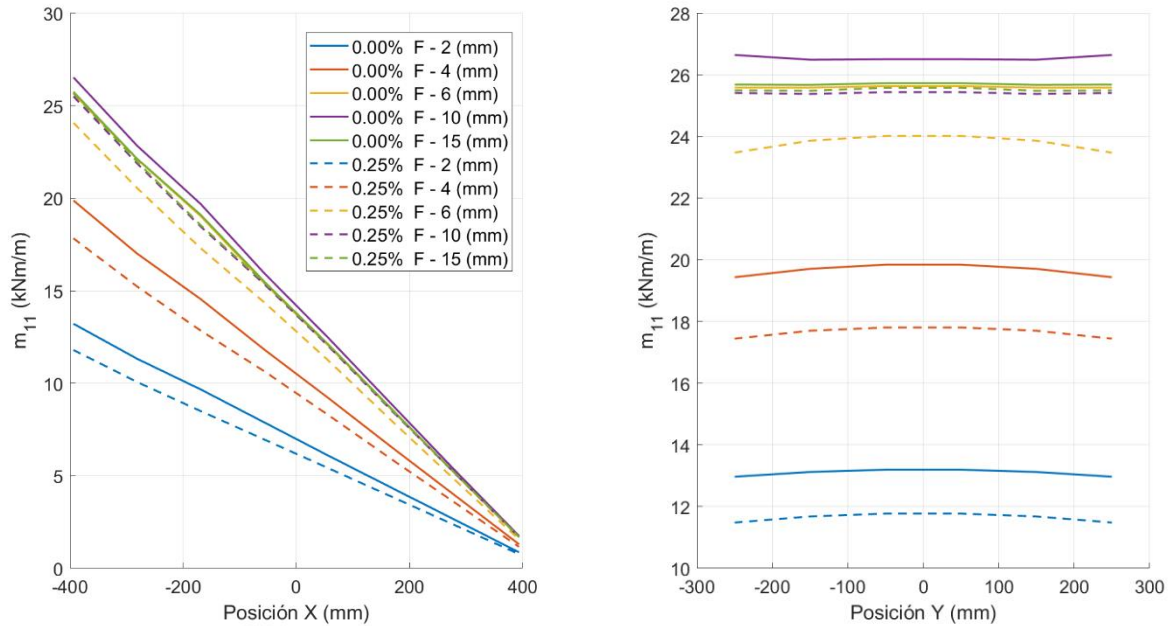 30
25
20
15
10
5
0
m11 (kNm/m)
-400
-200
0
200
400
Posición X (mm)
0.00% F - 2 (mm)
0.00% F - 4 (mm)
0.00% F - 6 (mm)
0.00% F - 10 (mm)
0.00% F - 15 (mm)
0.25% F - 2 (mm)
0.25% F - 4 (mm)
0.25% F - 6 (mm)
0.25% F - 10 (mm)
0.25% F - 15 (mm)
28
26
24
22
20
18
16
14
12
10
m11 (kNm/m)
-300
-200
-100
0
100
200
300
Posición Y (mm)